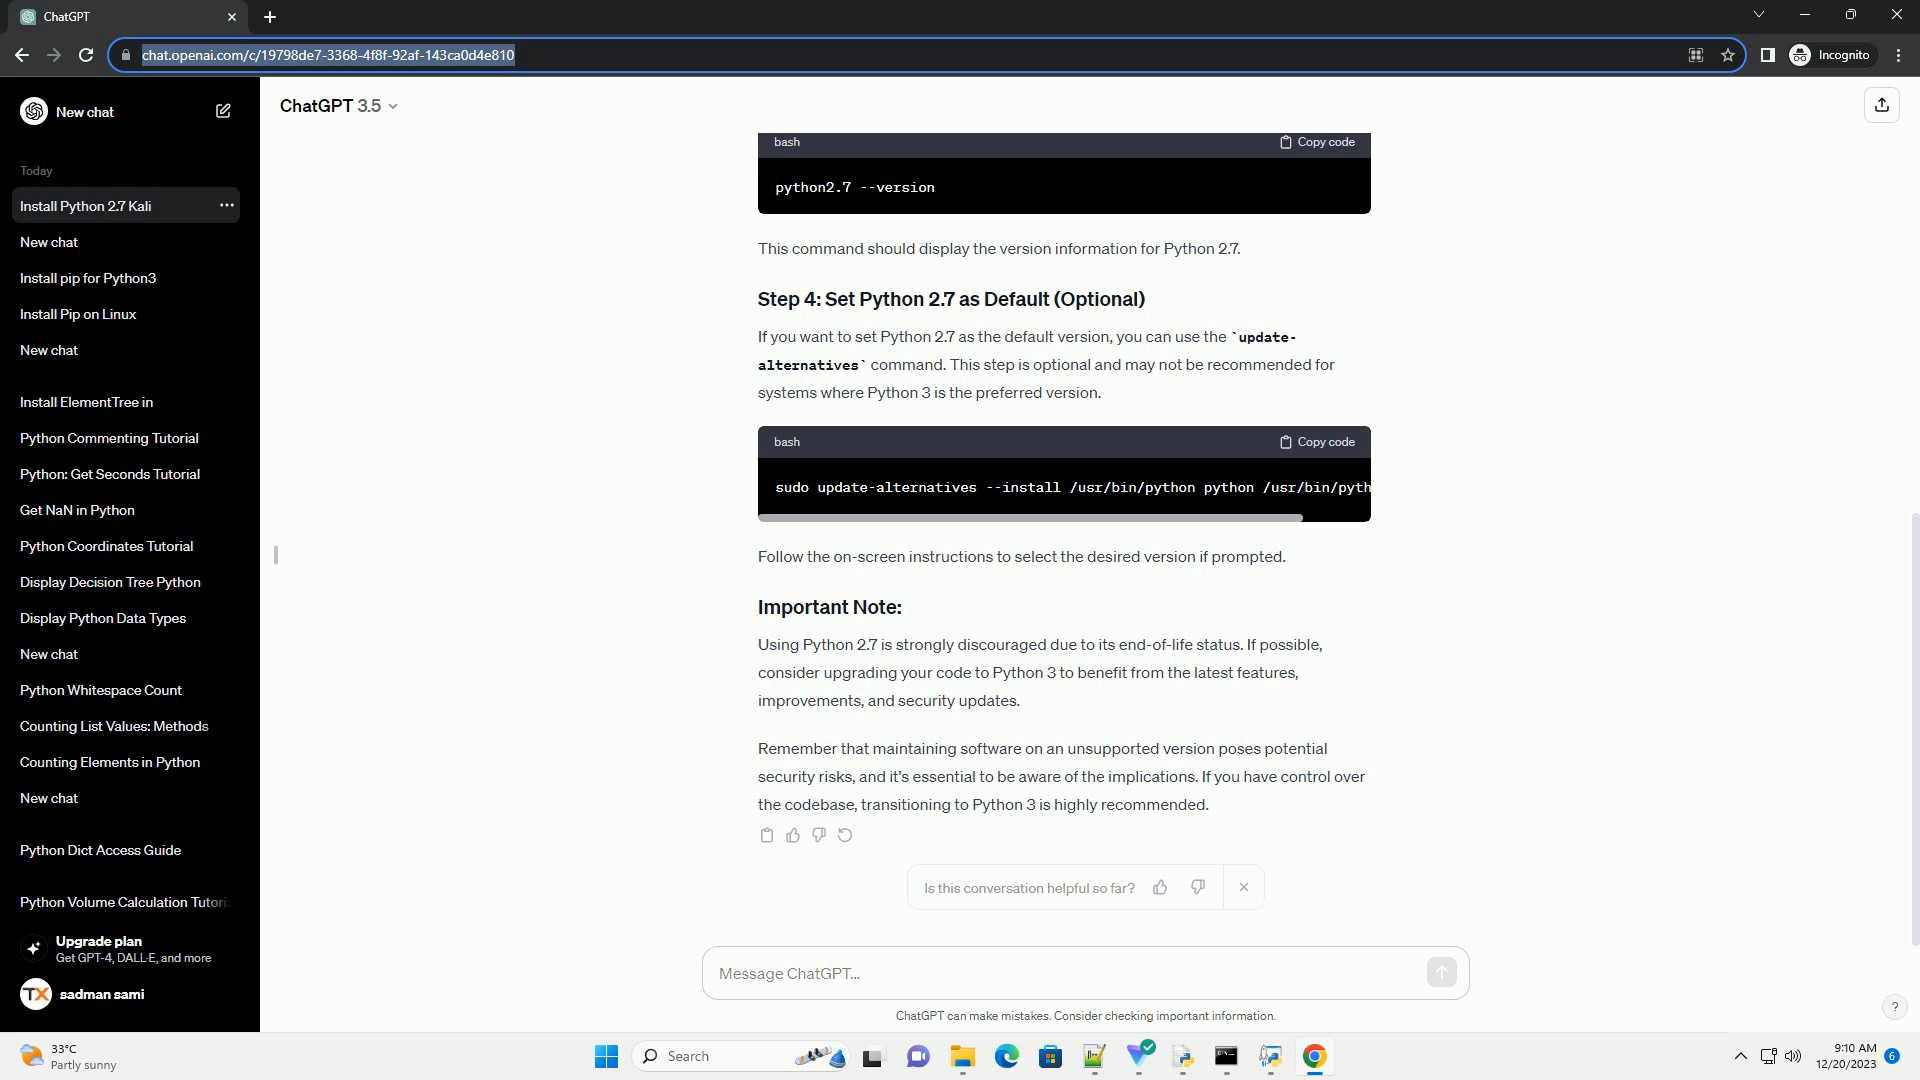 ChatGPT
chat.openai.com/c/19798de7-3368-4f8f-92af-143ca0d4e810
Incognito
New chat
Today
Install Python 2.7 Kali
New chat
Install pip for Python3
Install Pip on Linux
New chat
Install ElementTree in
Python Commenting Tutorial
Python: Get Seconds Tutorial
Get NaN in Python
Python Coordinates Tutorial
Display Decision Tree Python
Display Python Data Types
New chat
Python Whitespace Count
Counting List Values: Methods
Counting Elements in Python
New chat
Python Dict Access Guide
Python Volume Calculation Tutori
Upgrade plan
Get GPT-4, DALL·E, and more
TX sadman sami
ChatGPT 3.5
bash Copy code
python2.7 --version
This command should display the version information for Python 2.7.
Step 4: Set Python 2.7 as Default (Optional)
If you want to set Python 2.7 as the default version, you can use the `update-
alternatives` command. This step is optional and may not be recommended for
systems where Python 3 is the preferred version.
bash Copy code
sudo update-alternatives --install /usr/bin/python python /usr/bin/pyth
Follow the on-screen instructions to select the desired version if prompted.
Important Note:
Using Python 2.7 is strongly discouraged due to its end-of-life status. If possible,
consider upgrading your code to Python 3 to benefit from the latest features,
improvements, and security updates.
Remember that maintaining software on an unsupported version poses potential
security risks, and it's essential to be aware of the implications. If you have control over
the codebase, transitioning to Python 3 is highly recommended.
Is this conversation helpful so far?
Message ChatGPT...
ChatGPT can make mistakes. Consider checking important information.
?
33°C
Partly sunny
Search
9:10 AM
12/20/2023
6